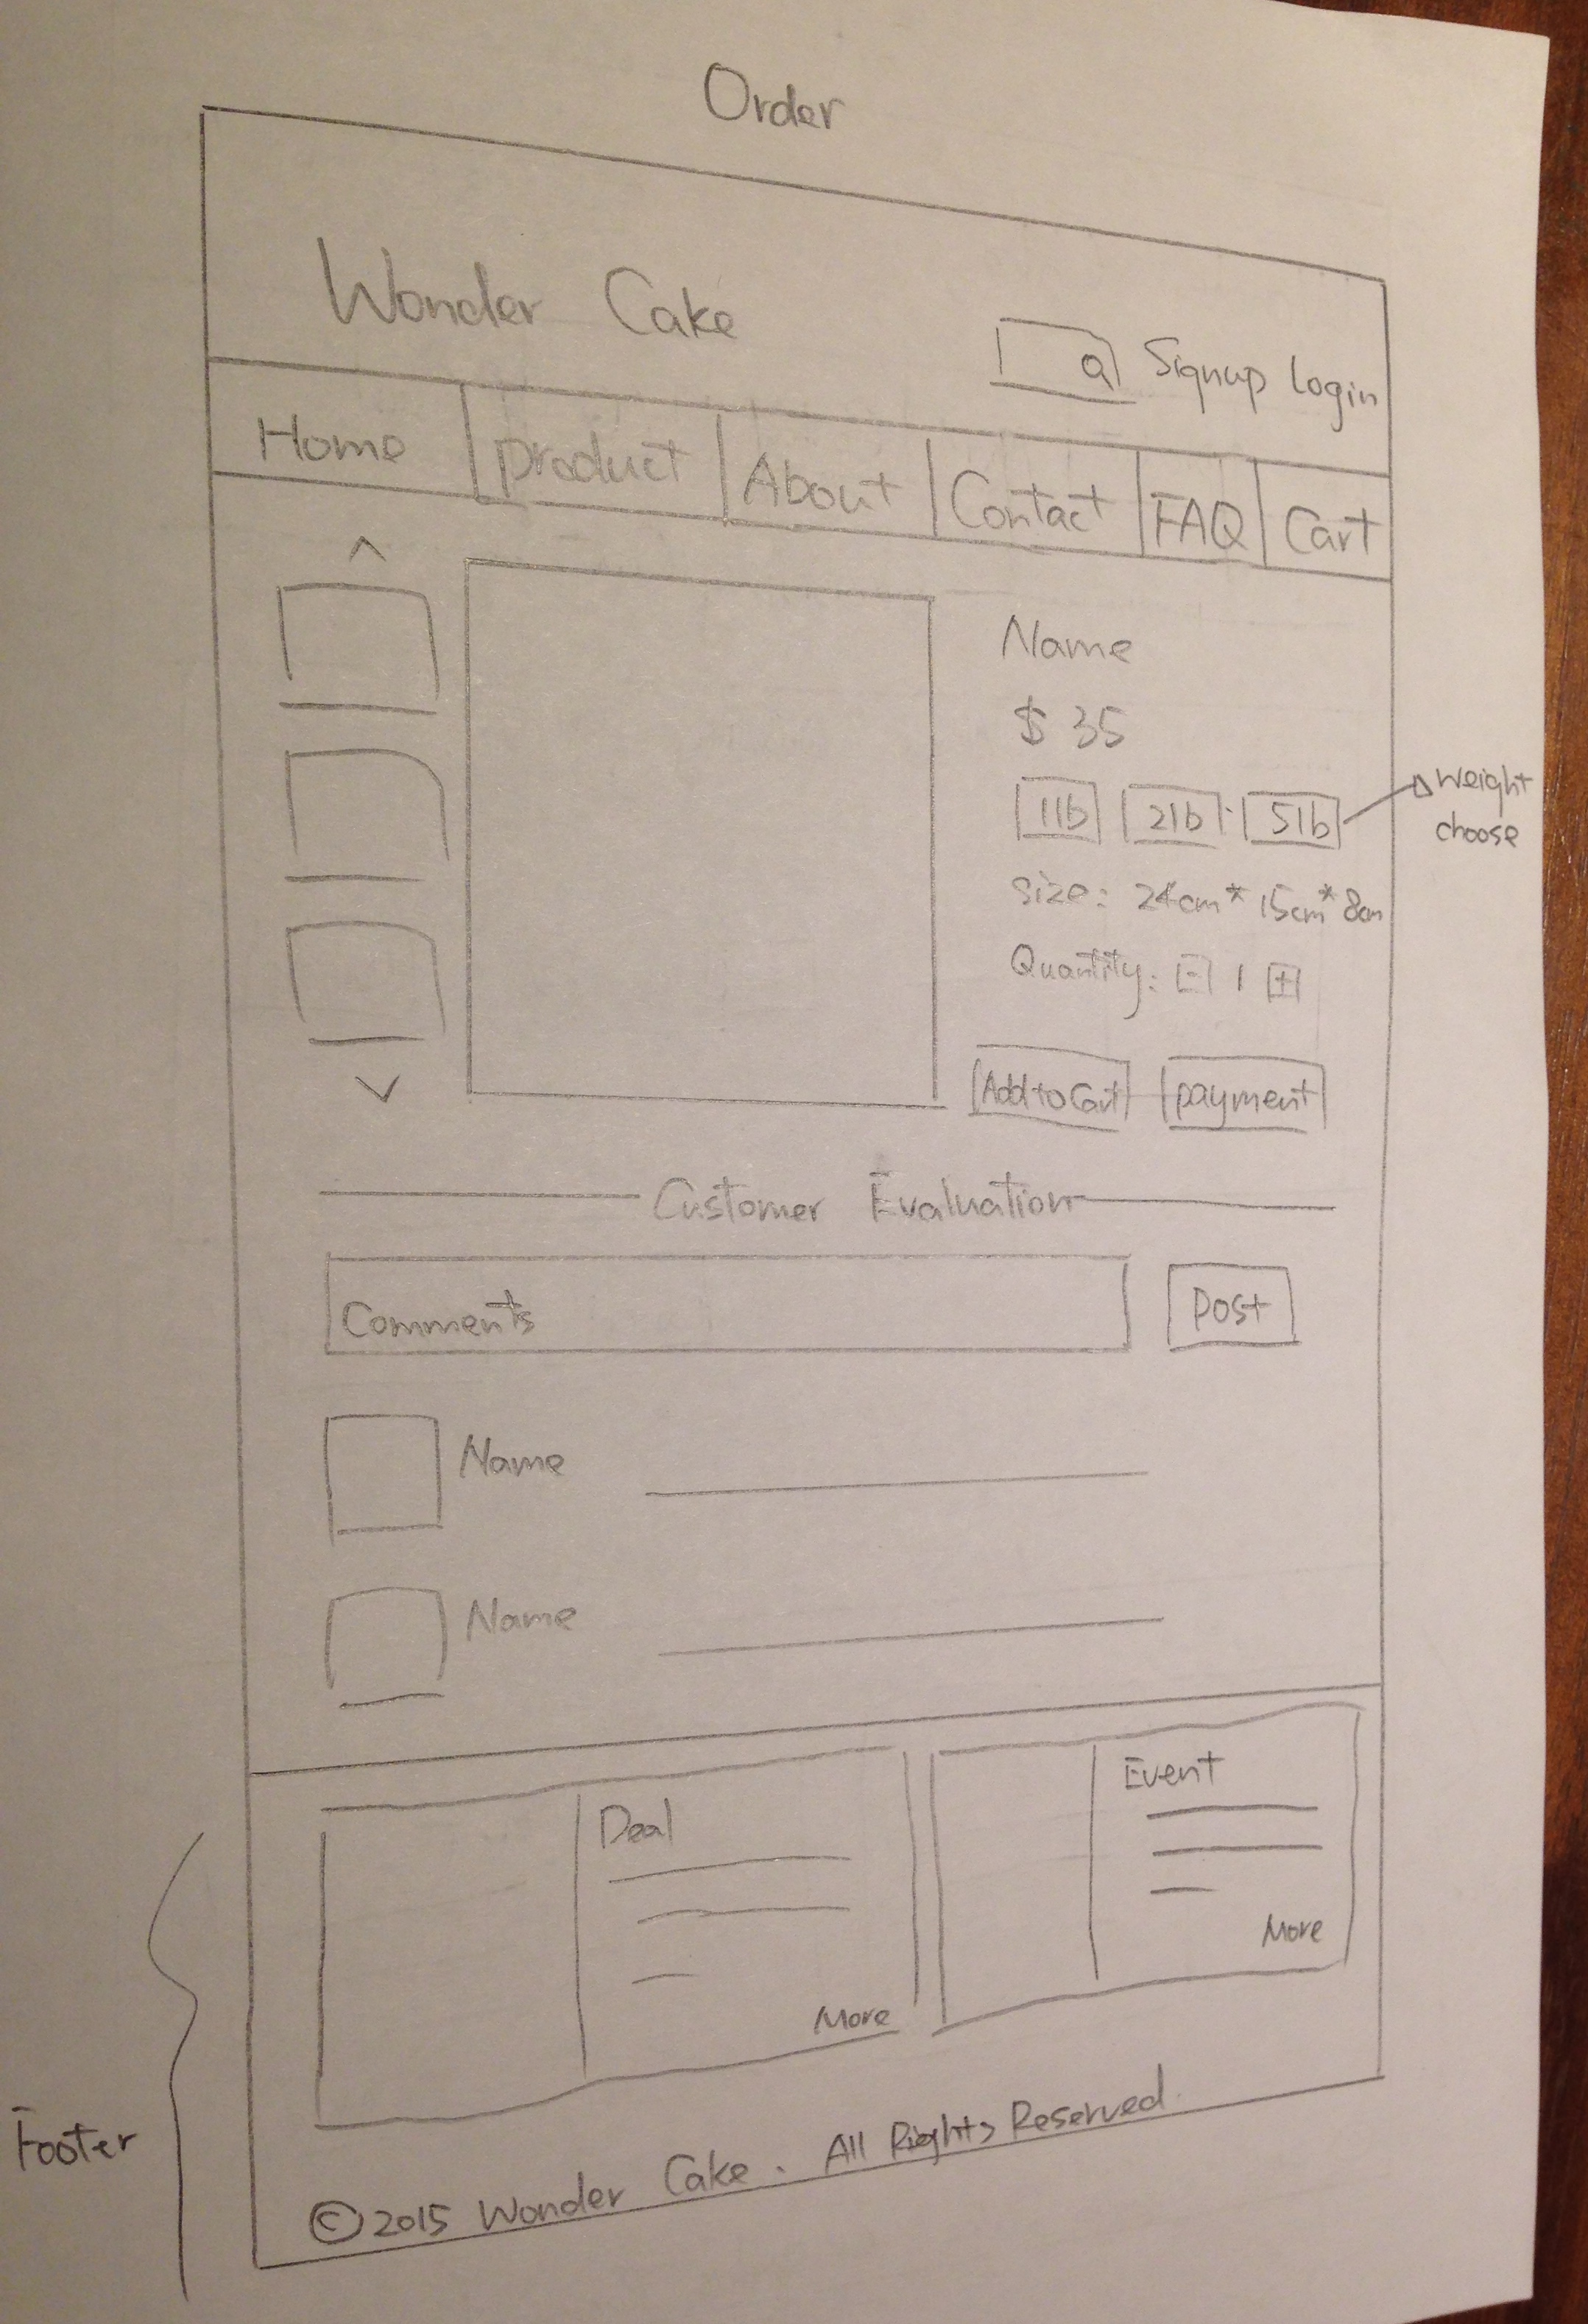 Order
Wonder Cake
Signup Login
Home product About Contact FAQ Cart
Name
$ 35
1lb 2lb 5lb
weight
choose
Size: 24cm* 15cm* 8cm
Quantity: - 1 +
Add to Cart payment
Customer Evaluation
Comments
Post
Name
Name
Deal
More
Event
More
Footer
©2015 Wonder Cake. All Rights Reserved.